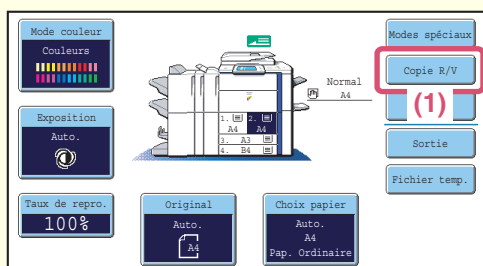 Mode couleur
Couleurs
Exposition
Auto.
Taux de repro.
100%
Original
Auto.
A4
Choix papier
Auto.
A4
Pap. Ordinaire
1. 2.
A4 A4
3. A3
4. B4
Normal
A4
Modes spéciaux
Copie R/V
(1)
Sortie
Fichier temp.